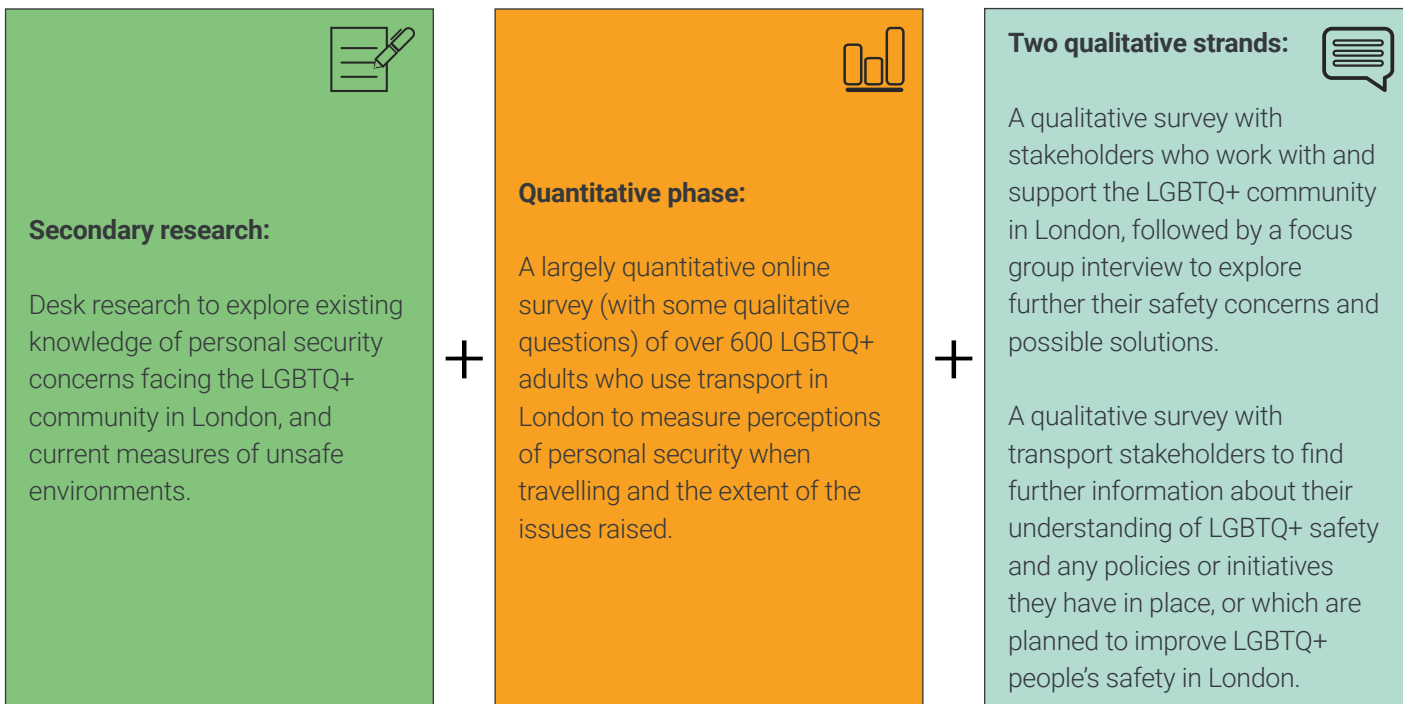 Secondary research:
Desk research to explore existing
knowledge of personal security
concerns facing the LGBTQ+
community in London, and
current measures of unsafe
environments.
+
Quantitative phase:
A largely quantitative online
survey (with some qualitative
questions) of over 600 LGBTQ+
adults who use transport in
London to measure perceptions
of personal security when
travelling and the extent of the
issues raised.
+
Two qualitative strands:
A qualitative survey with
stakeholders who work with and
support the LGBTQ+ community
in London, followed by a focus
group interview to explore
further their safety concerns and
possible solutions.
A qualitative survey with
transport stakeholders to find
further information about their
understanding of LGBTQ+ safety
and any policies or initiatives
they have in place, or which are
planned to improve LGBTQ+
people’s safety in London.